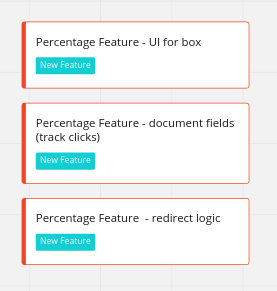 Percentage Feature - UI for box
New Feature
Percentage Feature - document fields
(track clicks)
New Feature
Percentage Feature  - redirect logic
New Feature